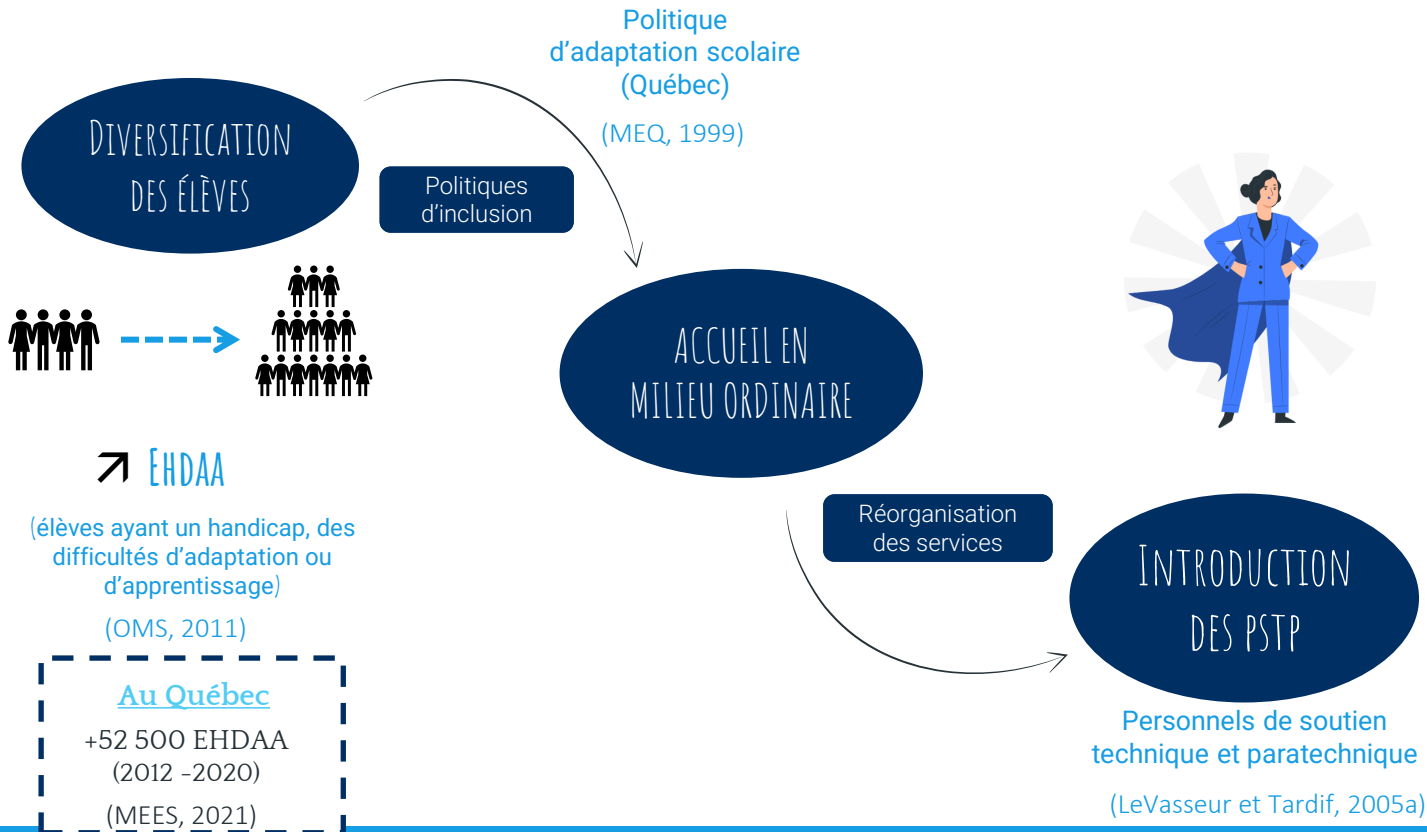 Politique
d’adaptation scolaire
(Québec)
(MEQ, 1999)
Diversification
des élèves
Politiques
d’inclusion
ACCUEIL EN
MILIEU ORDINAIRE
Ehdaa
(élèves ayant un handicap, des
difficultés d’adaptation ou
d’apprentissage)
(OMS, 2011)
Au Québec
+52 500 EHDAA
(2012 -2020)
(MEES, 2021)
Réorganisation
des services
Introduction
des pstp
Personnels de soutien
technique et paratechnique
(LeVasseur et Tardif, 2005a)